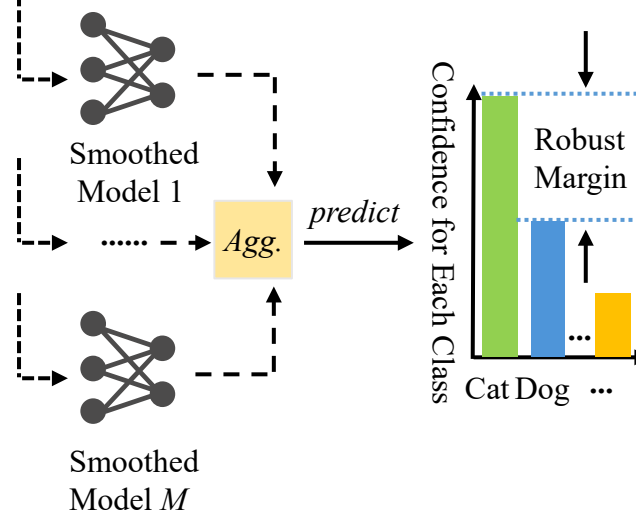 Smoothed
Model 1
......
Agg.
predict
Smoothed
Model M
Confidence for Each Class
Robust
Margin
...
Cat Dog ...